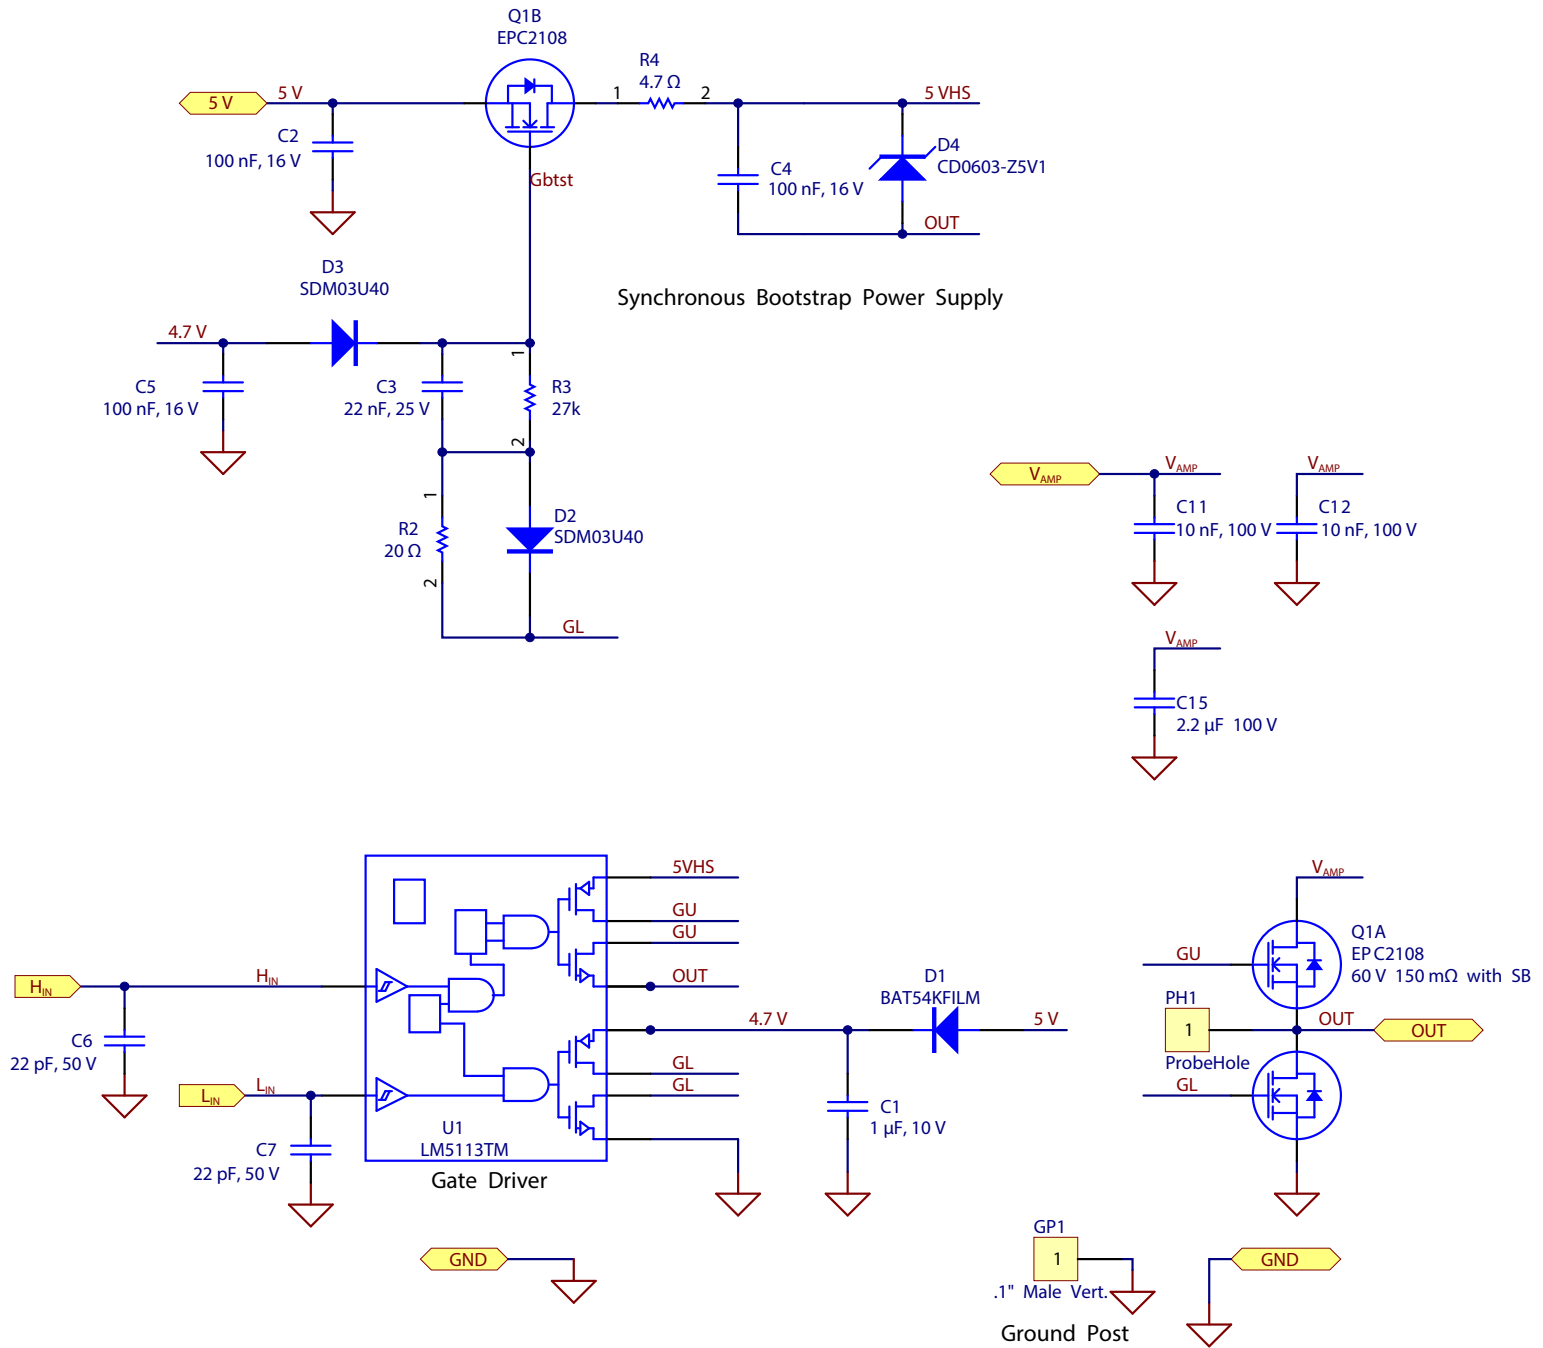 Q1B
EPC2108
5 V
5 V
R4
4.7 Ω
1
2
5 VHS
C2
100 nF, 16 V
Gbtst
C4
100 nF, 16 V
D4
CD0603-Z5V1
OUT
Synchronous Bootstrap Power Supply
D3
SDM03U40
4.7 V
C5
100 nF, 16 V
C3
22 nF, 25 V
1
R3
27k
2
1
R2
20 Ω
2
D2
SDM03U40
GL
VAMP
VAMP
C11
10 nF, 100 V
VAMP
C12
10 nF, 100 V
VAMP
C15
2.2 µF 100 V
HIN
HIN
C6
22 pF, 50 V
LIN
LIN
C7
22 pF, 50 V
5VHS
GU
GU
OUT
4.7 V
GL
GL
U1
LM5113TM
Gate Driver
D1
BAT54KFILM
5 V
C1
1 µF, 10 V
VAMP
GU
Q1A
EPC2108
60 V 150 mΩ with SB
PH1
1
ProbeHole
OUT
OUT
GL
GND
GP1
1
.1" Male Vert.
Ground Post
GND